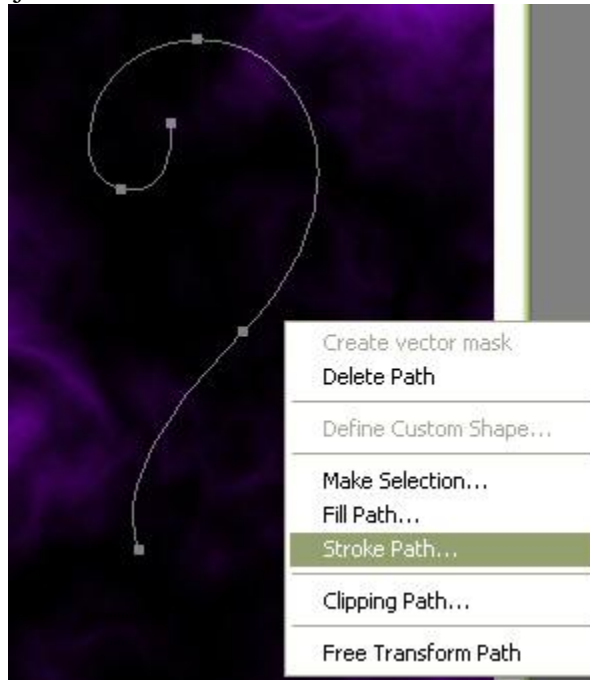 Create vector mask
Delete Path
Define Custom Shape...
Make Selection...
Fill Path...
Stroke Path...
Clipping Path...
Free Transform Path